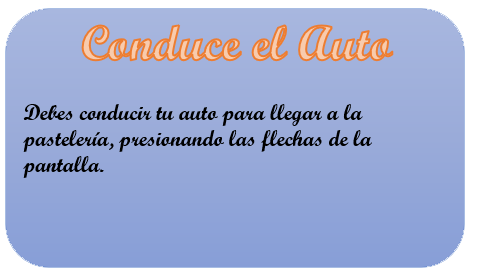 Conduce el Auto
Debes conducir tu auto para llegar a la
pastelería, presionando las flechas de la
pantalla.